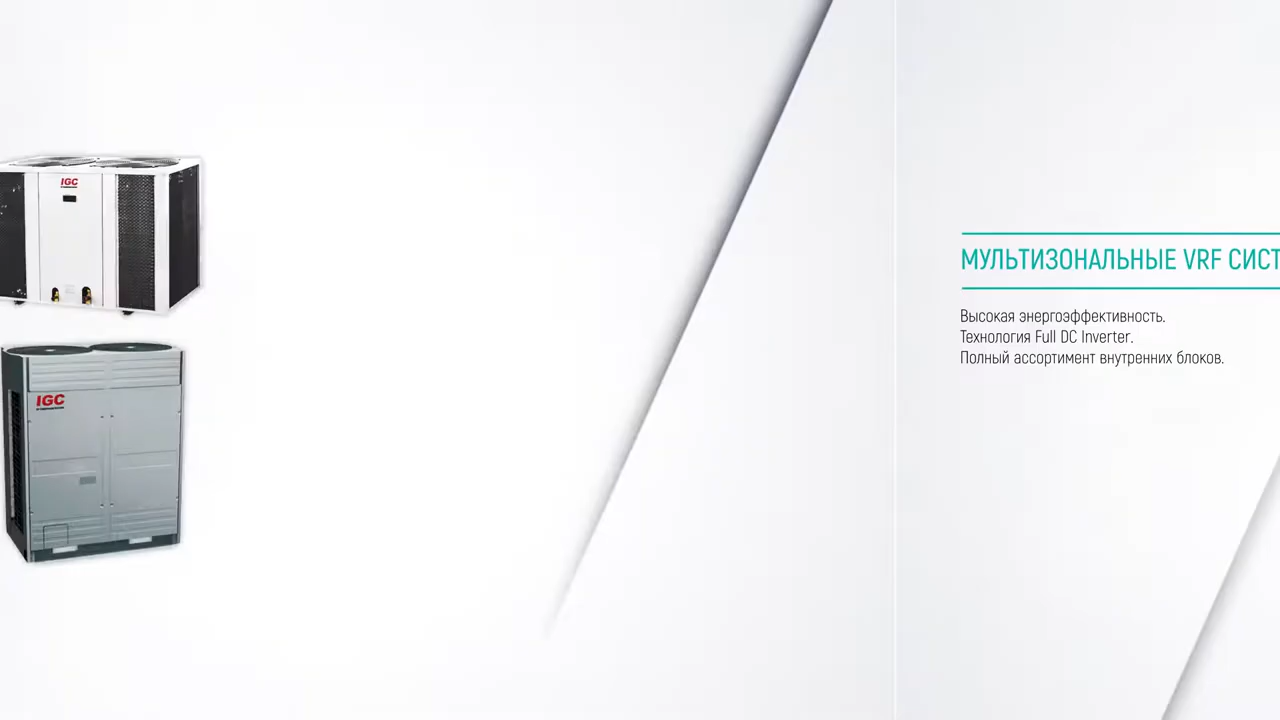 IGC
IGC
МУЛЬТИЗОНАЛЬНЫЕ VRF СИСТ
Высокая энергоэффективность.
Технология Full DC Inverter.
Полный ассортимент внутренних блоков.